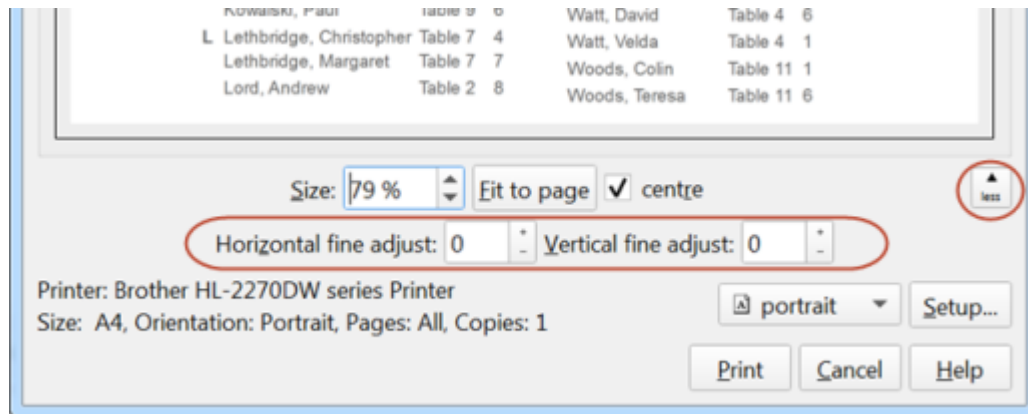 Kowalski, Paul Table 9 6
L Lethbridge, Christopher Table 7 4
Lethbridge, Margaret Table 7 7
Lord, Andrew Table 2 8
Watt, David Table 4 6
Watt, Velda Table 4 1
Woods, Colin Table 11 1
Woods, Teresa Table 11 6
Size: 79 % Fit to page centre
less
Horizontal fine adjust: 0 + - Vertical fine adjust: 0 + -
Printer: Brother HL-2270DW series Printer
Size: A4, Orientation: Portrait, Pages: All, Copies: 1
portrait Setup...
Print Cancel Help